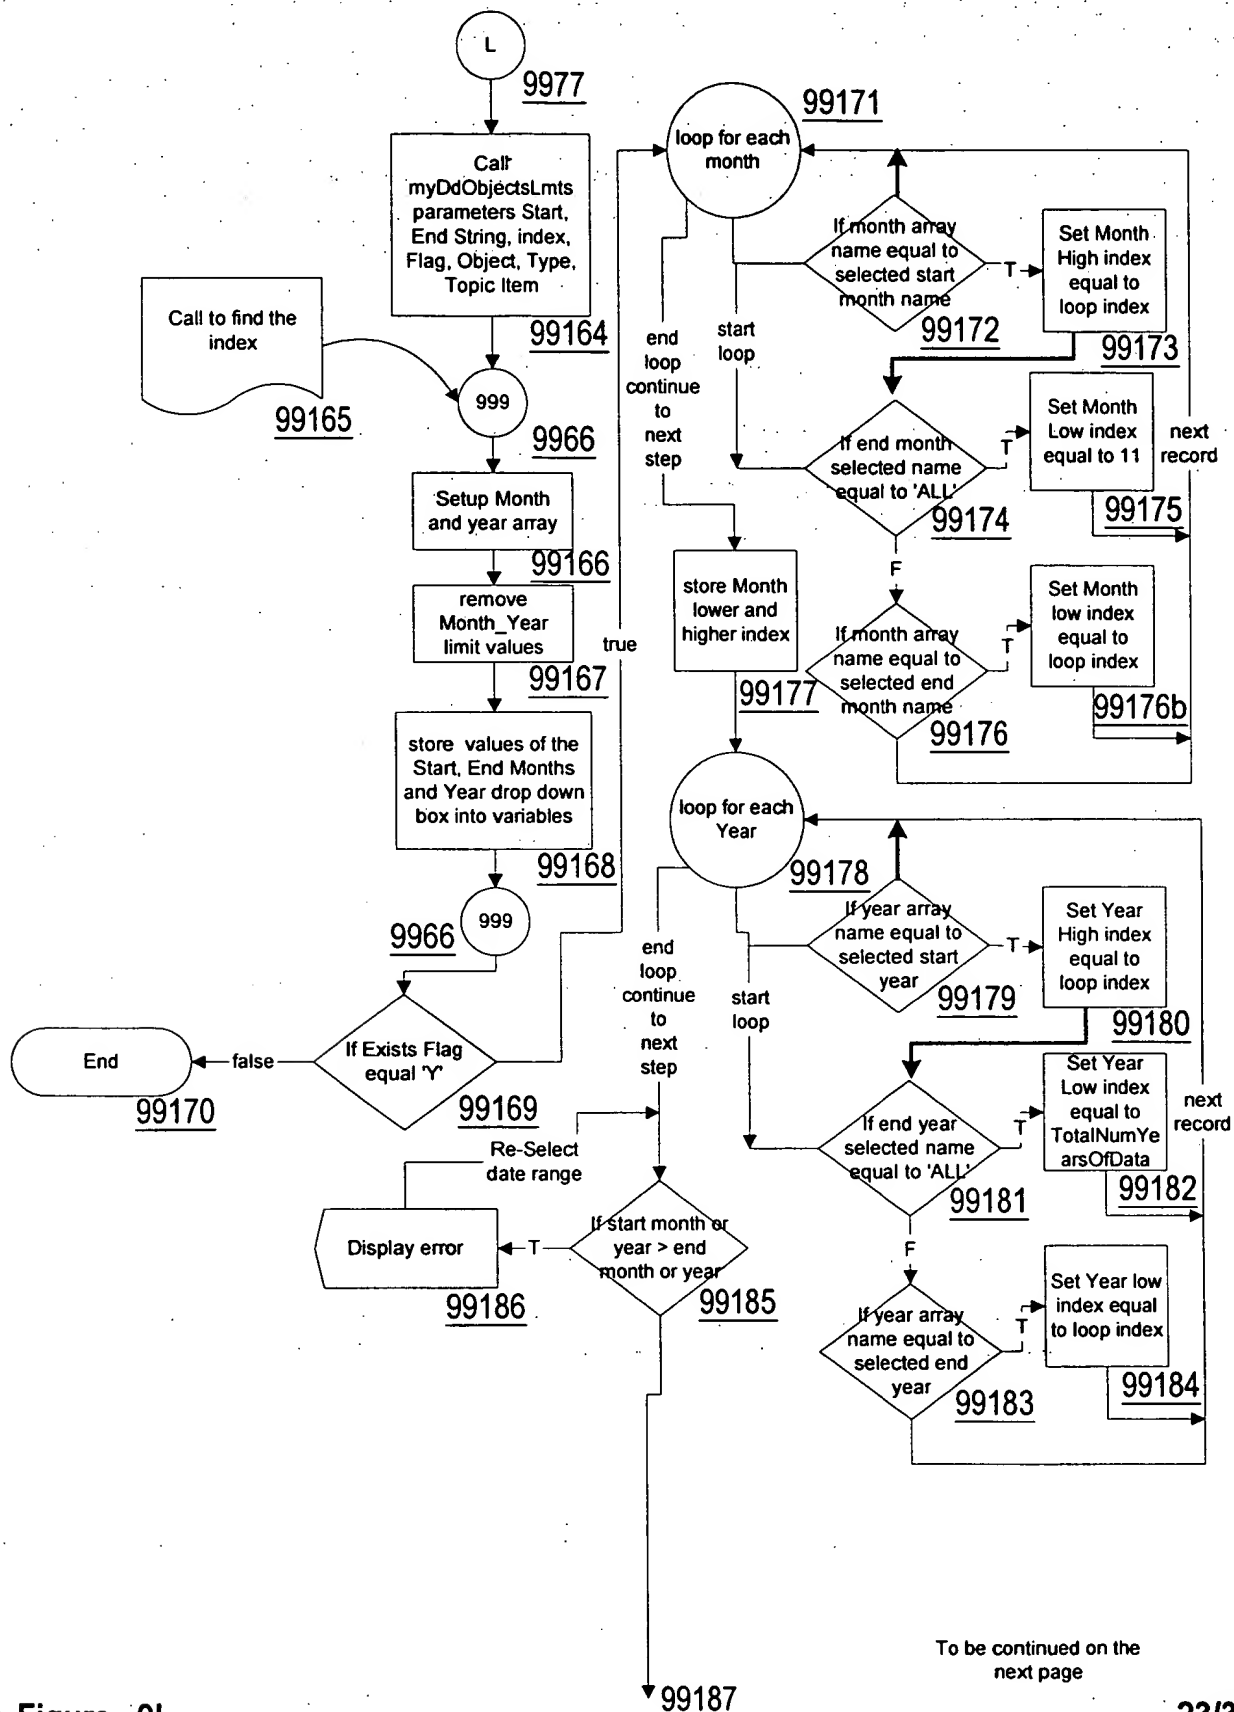 L
9977
Call
myDdObjectsLmts
parameters Start,
End String, index,
Flag, Object, Type,
Topic Item
99164
Call to find the
index
99165
999
9966
Setup Month
and year array
99166
remove
Month_Year
limit values
99167
store values of the
Start, End Months
and Year drop down
box into variables
99168
999
9966
If Exists Flag
equal 'Y'
99169
false
End
99170
true
loop for each
month
99171
If month array
name equal to
selected start
month name
99172
T
Set Month
High index
equal to
loop index
99173
start
loop
end
loop
continue
to
next
step
If end month
selected name
equal to 'ALL'
99174
T
Set Month
Low index
equal to 11
99175
next
record
F
If month array
name equal to
selected end
month name
99176
T
Set Month
low index
equal to
loop index
99176b
store Month
lower and
higher index
99177
loop for each
Year
99178
If year array
name equal to
selected start
year
99179
T
Set Year
High index
equal to
loop index
99180
start
loop
end
loop
continue
to
next
step
If end year
selected name
equal to 'ALL'
99181
T
Set Year
Low index
equal to
TotalNumYe
arsOfData
99182
next
record
F
If year array
name equal to
selected end
year
99183
T
Set Year low
index equal
to loop index
99184
Re-Select
date range
If start month or
year > end
month or year
99185
T
Display error
99186
99187
To be continued on the
next page